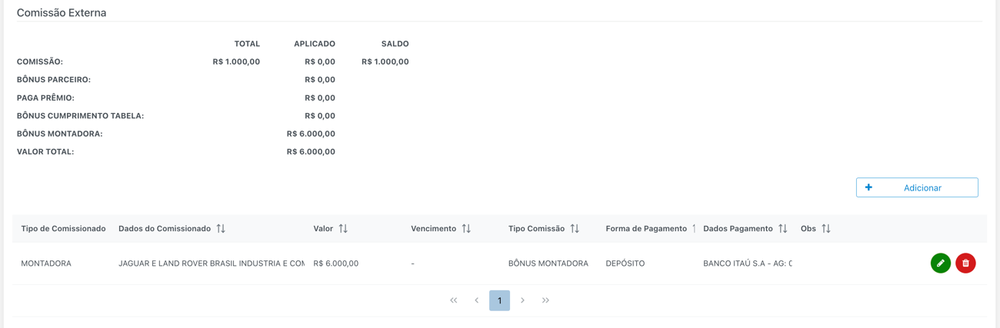 Comissão Externa
TOTAL APLICADO SALDO
COMISSÃO: R$ 1.000,00 R$ 0,00 R$ 1.000,00
BÔNUS PARCEIRO: R$ 0,00
PAGA PRÊMIO: R$ 0,00
BÔNUS CUMPRIMENTO TABELA: R$ 0,00
BÔNUS MONTADORA: R$ 6.000,00
VALOR TOTAL: R$ 6.000,00
+ Adicionar
Tipo de Comissionado Dados do Comissionado Valor Vencimento Tipo Comissão Forma de Pagamento Dados Pagamento Obs
MONTADORA JAGUAR E LAND ROVER BRASIL INDUSTRIA E R$ 6.000,00 - BÔNUS MONTADORA DEPÓSITO BANCO ITAÚ S.A - AG:
1